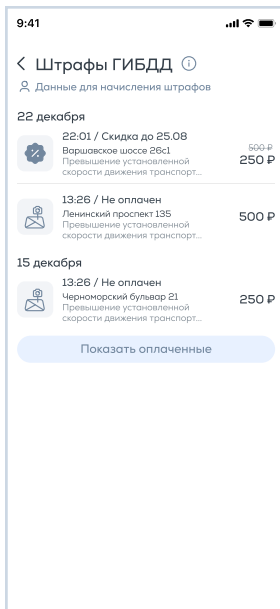 9:41
Штрафы ГИБДД
Данные для начисления штрафов
22 декабря
22:01 / Скидка до 25.08
Варшавское шоссе 26с1
Превышение установленной
скорости движения транспорт...
500 ₽
250 ₽
13:26 / Не оплачен
Ленинский проспект 135
Превышение установленной
скорости движения транспорт...
500 ₽
15 декабря
13:26 / Не оплачен
Черноморский бульвар 21
Превышение установленной
скорости движения транспорт...
250 ₽
Показать оплаченные